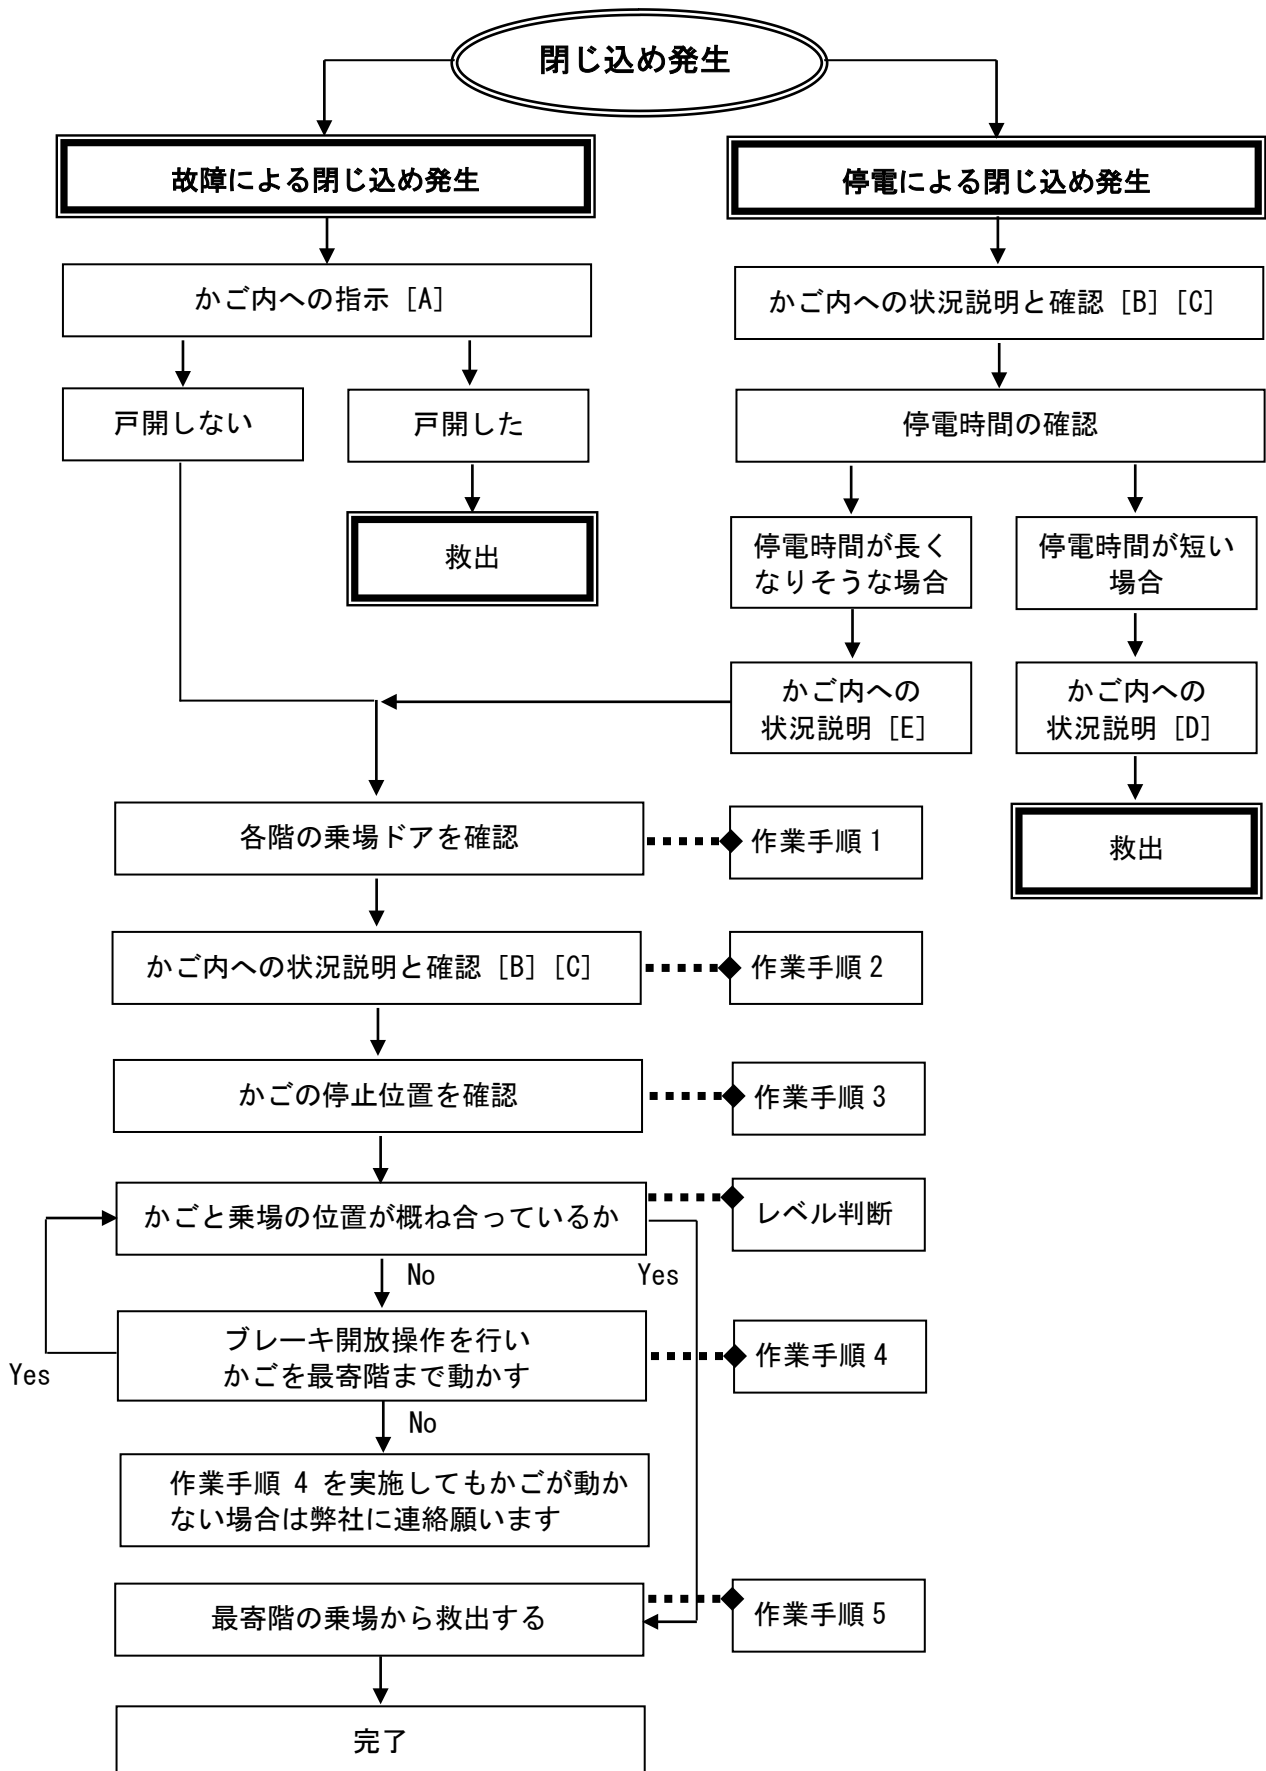 閉じ込め発生
故障による閉じ込め発生
停電による閉じ込め発生
かご内への指示 [A]
かご内への状況説明と確認 [B] [C]
戸開しない
戸開した
停電時間の確認
救出
停電時間が長く
なりそうな場合
停電時間が短い
場合
かご内への
状況説明 [E]
かご内への
状況説明 [D]
救出
各階の乗場ドアを確認
作業手順 1
かご内への状況説明と確認 [B] [C]
作業手順 2
かごの停止位置を確認
作業手順 3
かごと乗場の位置が概ね合っているか
レベル判断
No
Yes
ブレーキ開放操作を行い
かごを最寄階まで動かす
作業手順 4
Yes
No
作業手順 4 を実施してもかごが動か
ない場合は弊社に連絡願います
最寄階の乗場から救出する
作業手順 5
完了